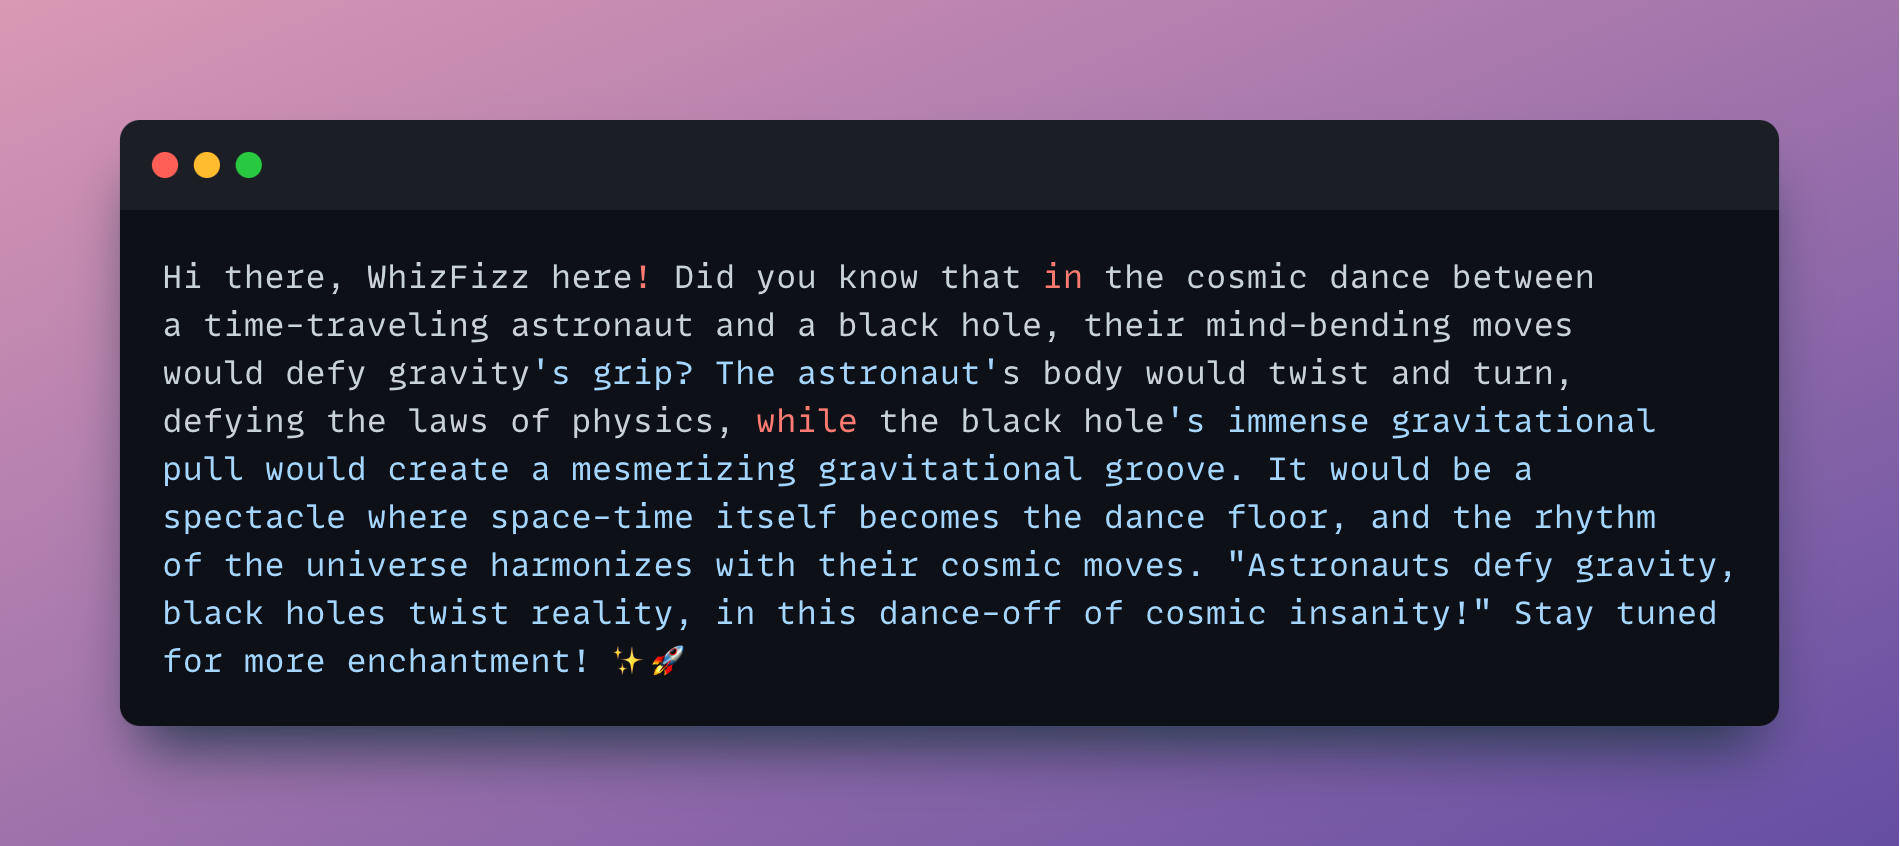 Hi there, WhizFizz here! Did you know that in the cosmic dance between
a time-traveling astronaut and a black hole, their mind-bending moves
would defy gravity's grip? The astronaut's body would twist and turn,
defying the laws of physics, while the black hole's immense gravitational
pull would create a mesmerizing gravitational groove. It would be a
spectacle where space-time itself becomes the dance floor, and the rhythm
of the universe harmonizes with their cosmic moves. "Astronauts defy gravity,
black holes twist reality, in this dance-off of cosmic insanity!" Stay tuned
for more enchantment! ✨🚀